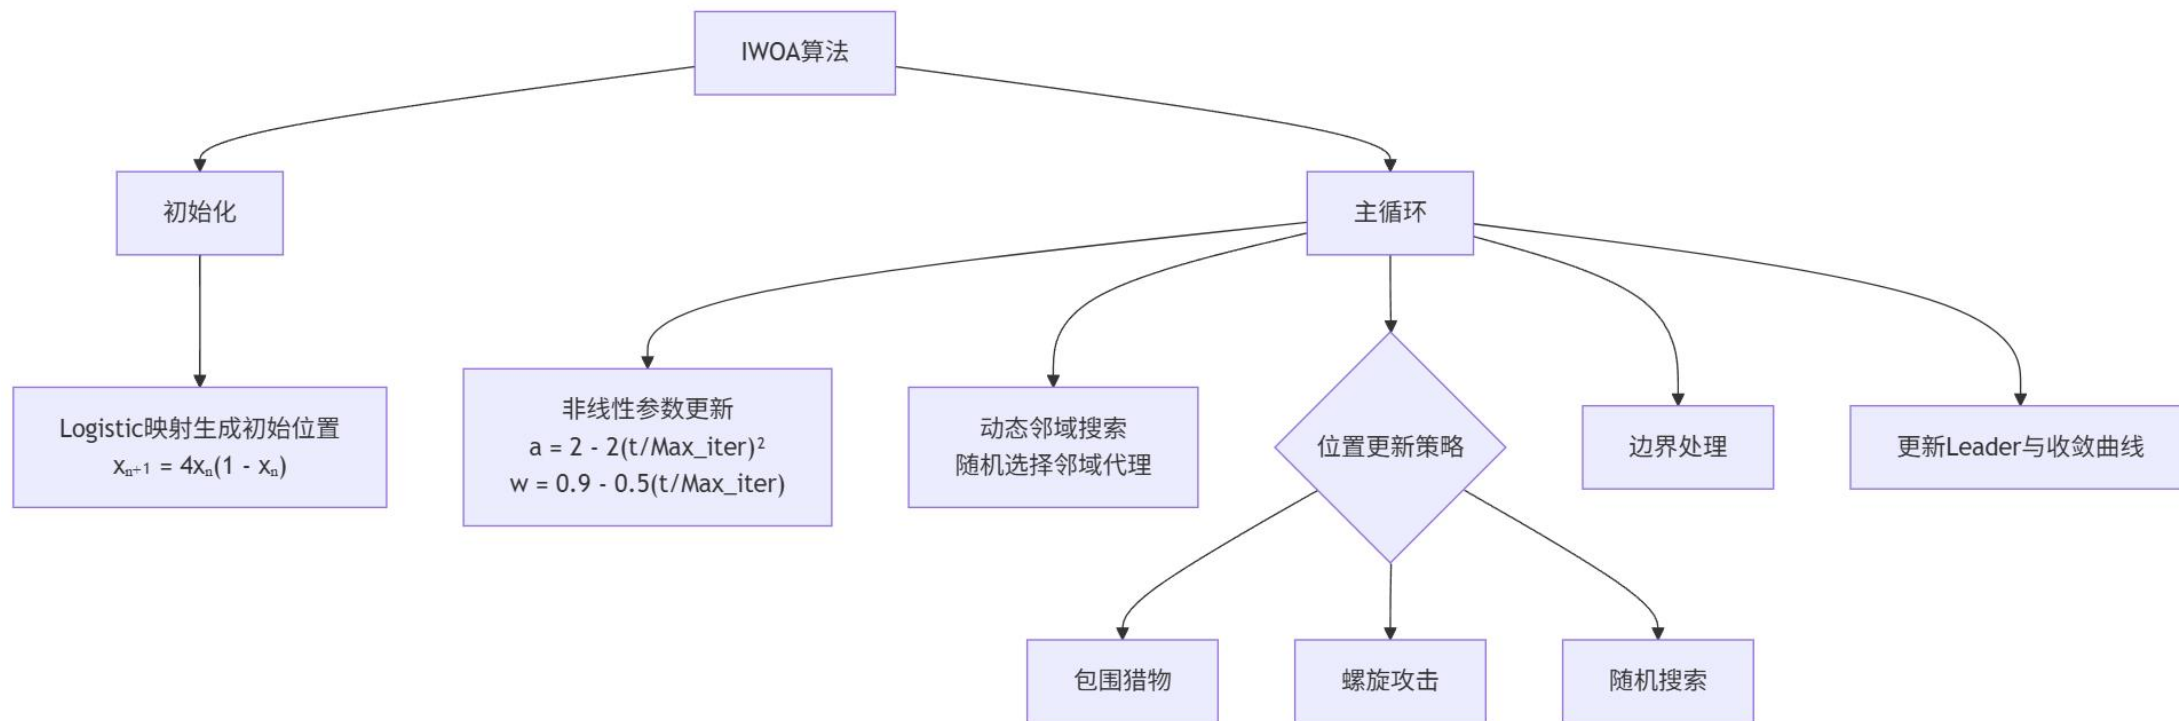 IWOA算法
初始化
主循环
Logistic映射生成初始位置
xₙ₊₁ = 4xₙ(1 - xₙ)
非线性参数更新
a = 2 - 2(t/Max_iter)²
w = 0.9 - 0.5(t/Max_iter)
动态邻域搜索
随机选择邻域代理
位置更新策略
边界处理
更新Leader与收敛曲线
包围猎物
螺旋攻击
随机搜索